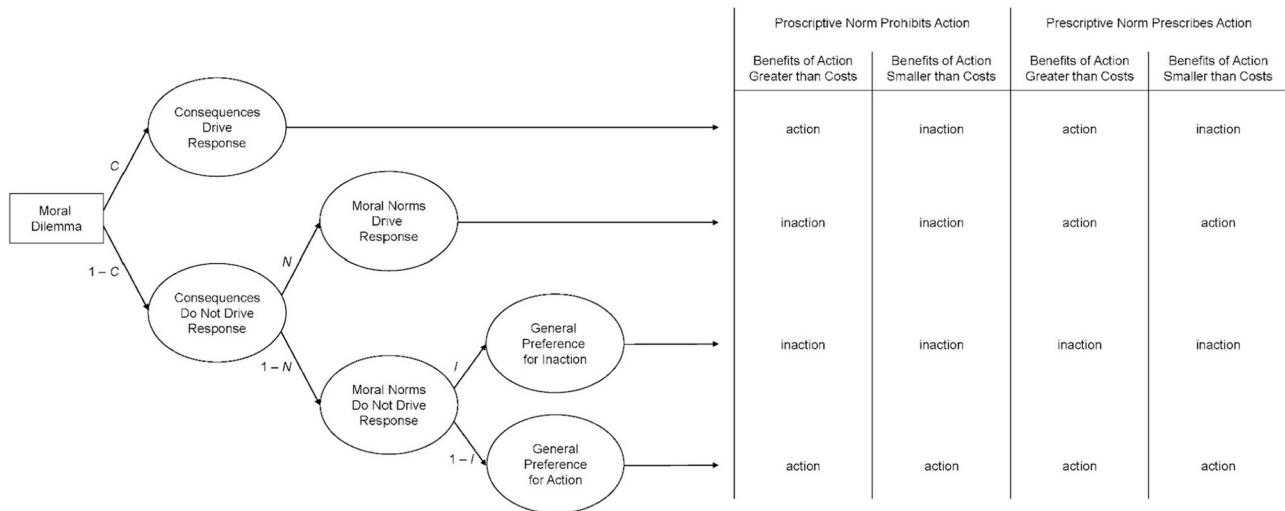 Proscriptive Norm Prohibits Action
Prescriptive Norm Prescribes Action
Benefits of Action
Greater than Costs
Benefits of Action
Smaller than Costs
Benefits of Action
Greater than Costs
Benefits of Action
Smaller than Costs
Moral
Dilemma
C
1 – C
Consequences
Drive
Response
action
inaction
action
inaction
Consequences
Do Not Drive
Response
N
1 – N
Moral Norms
Drive
Response
inaction
inaction
action
action
Moral Norms
Do Not Drive
Response
I
1 – I
General
Preference
for Inaction
inaction
inaction
inaction
inaction
General
Preference
for Action
action
action
action
action